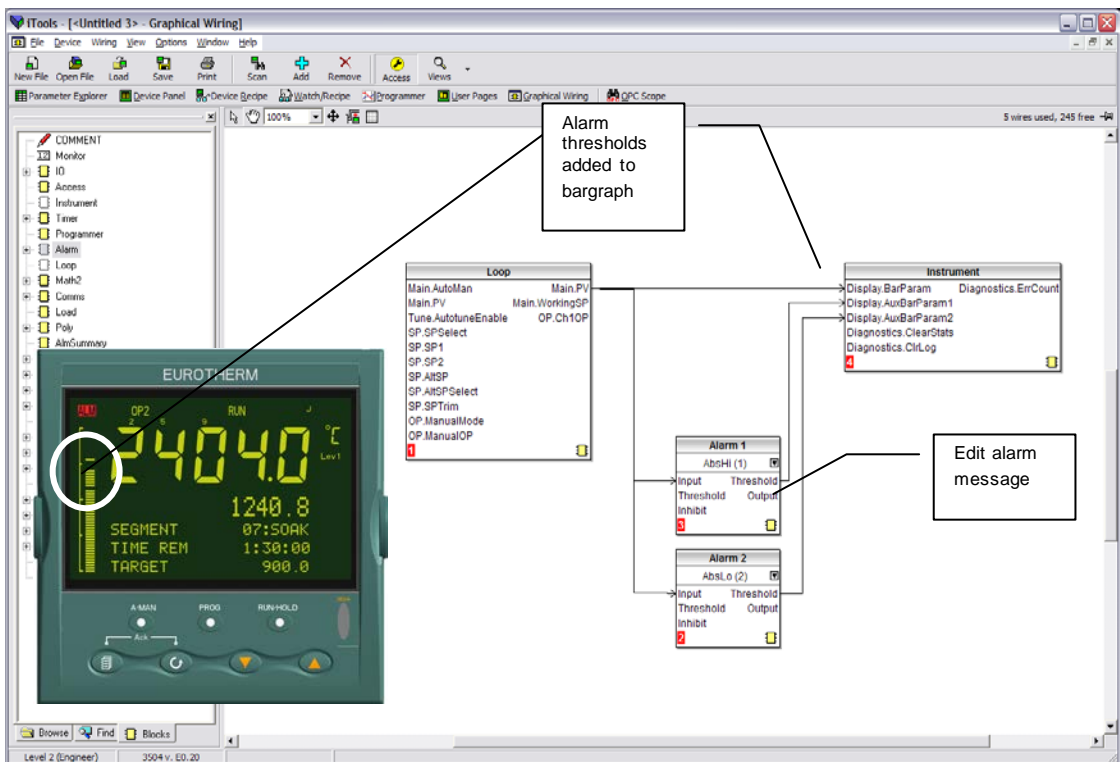 iTools - [<Untitled 3> - Graphical Wiring]
File Device Wiring View Options Window Help
New File Open File Load Save Print Scan Add Remove Access Views
Parameter Explorer Device Panel Device Recipe Watch/Recipe Programmer User Pages Graphical Wiring OPC Scope
100%
5 wires used, 245 free
COMMENT
Monitor
IO
Access
Instrument
Timer
Programmer
Alarm
Loop
Math2
Comms
Load
Poly
AlmSummary
Alarm
thresholds
added to
bargraph
Loop
Main.AutoMan Main.PV
Main.PV Main.WorkingSP
Tune.AutotuneEnable OP.Ch1OP
SP.SPSelect
SP.SP1
SP.SP2
SP.AltSP
SP.AltSPSelect
SP.SPTrim
OP.ManualMode
OP.ManualOP
1
Instrument
Display.BarParam Diagnostics.ErrCount
Display.AuxBarParam1
Display.AuxBarParam2
Diagnostics.ClearStats
Diagnostics.ClrLog
4
Alarm 1
AbsHi (1)
Input Threshold
Threshold Output
Inhibit
3
Edit alarm
message
Alarm 2
AbsLo (2)
Input Threshold
Threshold Output
Inhibit
2
EUROTHERM
ALM OP2 RUN
2 5 9
2404.0 °C
Lev1
1240.8
SEGMENT 07:SOAK
TIME REM 1:30:00
TARGET 900.0
A-MAN PROG RUN-HOLD
Ack
Browse Find Blocks
Level 2 (Engineer) 3504 v. E0.20